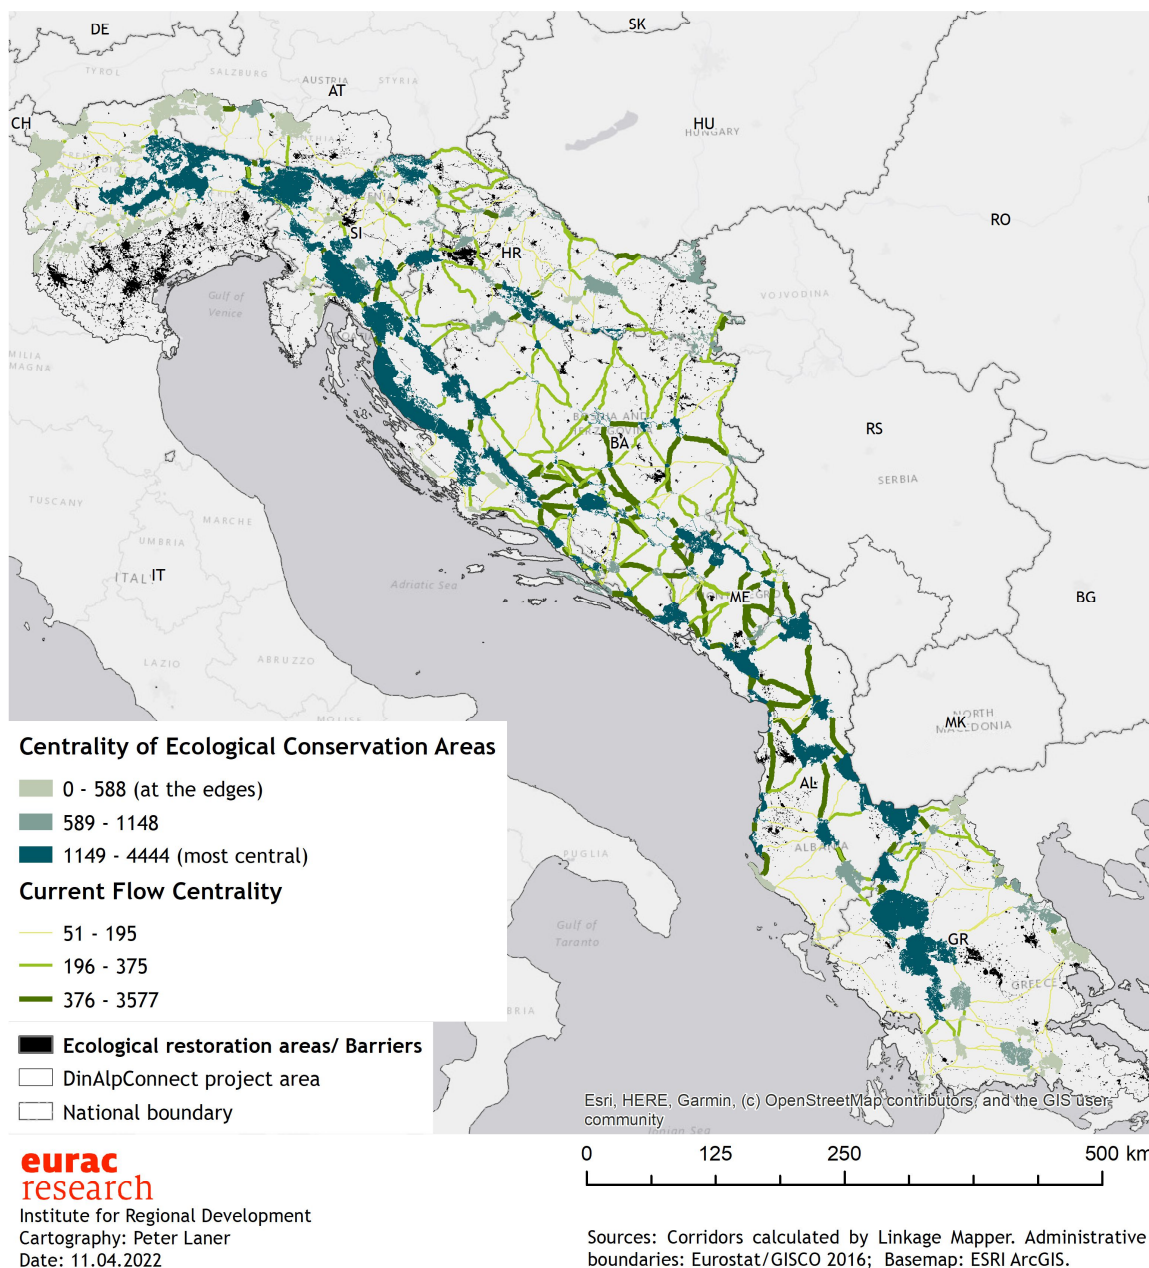 DE
SK
TYROL
SALZBURG
AUSTRIA
STYRIA
AT
CH
HU
HUNGARY
RO
SI
HR
Gulf of
Venice
VOJVODINA
BA
RS
SERBIA
TUSCANY
MARCHE
UMBRIA
ITALY
IT
Adriatic Sea
ME
BG
LAZIO
ABRUZZO
MK
NORTH
MACEDONIA
AL
ALBANIA
PUGLIA
Gulf of
Taranto
GR
GREECE
Ionian Sea
Centrality of Ecological Conservation Areas
0 - 588 (at the edges)
589 - 1148
1149 - 4444 (most central)
Current Flow Centrality
51 - 195
196 - 375
376 - 3577
Ecological restoration areas/ Barriers
DinAlpConnect project area
National boundary
Esri, HERE, Garmin, (c) OpenStreetMap contributors, and the GIS user
community
0 125 250 500 km
eurac
research
Institute for Regional Development
Cartography: Peter Laner
Date: 11.04.2022
Sources: Corridors calculated by Linkage Mapper. Administrative
boundaries: Eurostat/GISCO 2016; Basemap: ESRI ArcGIS.